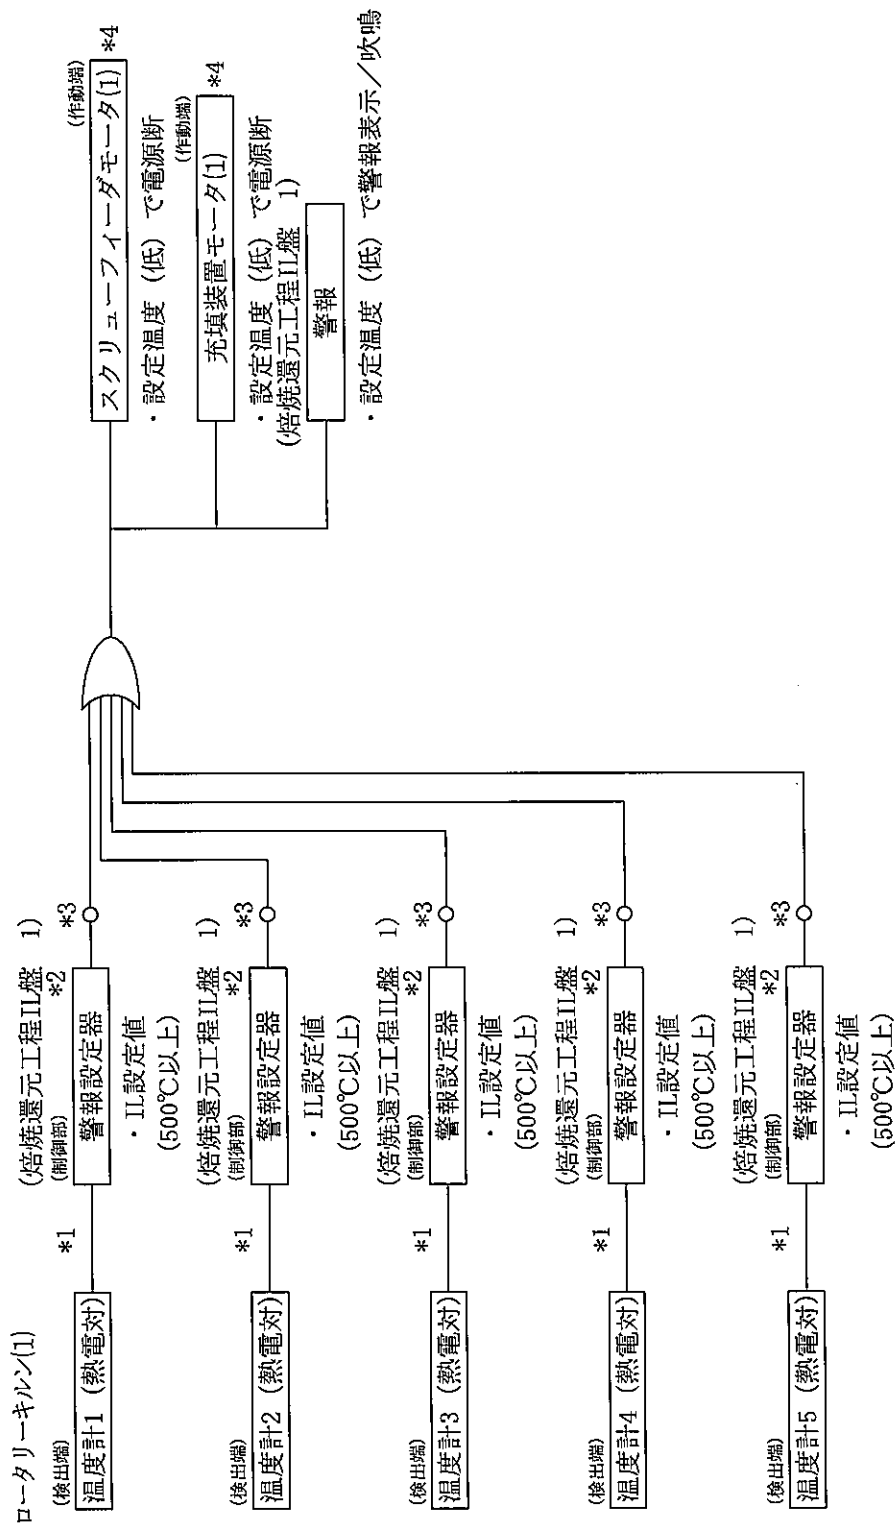 ロータリーキルン(1)
(検出端)
温度計1 (熱電対)
*1
(焙焼還元工程IL盤 1)
(制御部) *2
警報設定器
*3
・IL設定値
(500℃以上)
(検出端)
温度計2 (熱電対)
*1
(焙焼還元工程IL盤 1)
(制御部) *2
警報設定器
*3
・IL設定値
(500℃以上)
(検出端)
温度計3 (熱電対)
*1
(焙焼還元工程IL盤 1)
(制御部) *2
警報設定器
*3
・IL設定値
(500℃以上)
(検出端)
温度計4 (熱電対)
*1
(焙焼還元工程IL盤 1)
(制御部) *2
警報設定器
*3
・IL設定値
(500℃以上)
(検出端)
温度計5 (熱電対)
*1
(焙焼還元工程IL盤 1)
(制御部) *2
警報設定器
*3
・IL設定値
(500℃以上)
(作動端)
スクリューフィーダモータ(1) *4
・設定温度 (低) で電源断
(作動端)
充填装置モータ(1) *4
・設定温度 (低) で電源断
(焙焼還元工程IL盤 1)
警報
・設定温度 (低) で警報表示／吹鳴